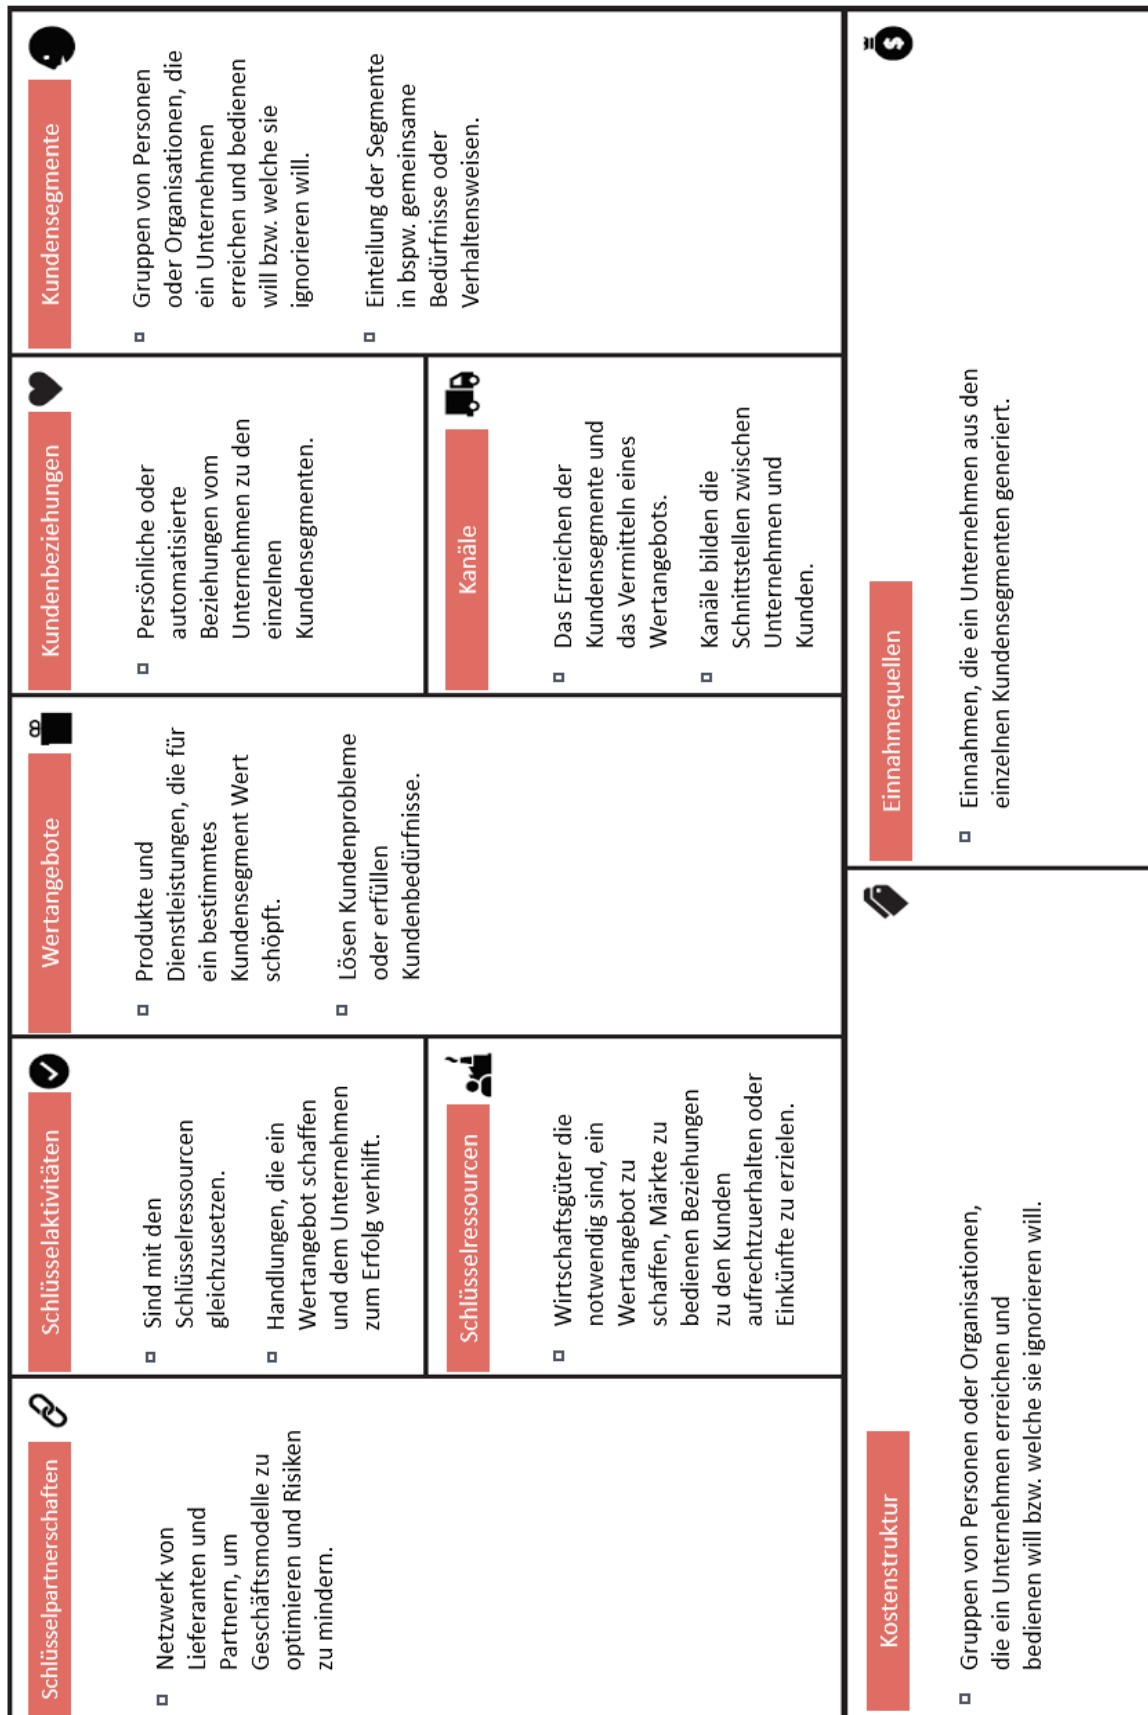 Schlüsselpartnerschaften
Netzwerk von
Lieferanten und
Partnern, um
Geschäftsmodelle zu
optimieren und Risiken
zu mindern.
Schlüsselaktivitäten
Sind mit den
Schlüsselressourcen
gleichzusetzen.
Handlungen, die ein
Wertangebot schaffen
und dem Unternehmen
zum Erfolg verhilft.
Schlüsselressourcen
Wirtschaftsgüter die
notwendig sind, ein
Wertangebot zu
schaffen, Märkte zu
bedienen Beziehungen
zu den Kunden
aufrechtzuerhalten oder
Einkünfte zu erzielen.
Wertangebote
Produkte und
Dienstleistungen, die für
ein bestimmtes
Kundensegment Wert
schöpft.
Lösen Kundenprobleme
oder erfüllen
Kundenbedürfnisse.
Kundenbeziehungen
Persönliche oder
automatisierte
Beziehungen vom
Unternehmen zu den
einzelnen
Kundensegmenten.
Kanäle
Das Erreichen der
Kundensegmente und
das Vermitteln eines
Wertangebots.
Kanäle bilden die
Schnittstellen zwischen
Unternehmen und
Kunden.
Kundensegmente
Gruppen von Personen
oder Organisationen, die
ein Unternehmen
erreichen und bedienen
will bzw. welche sie
ignorieren will.
Einteilung der Segmente
in bspw. gemeinsame
Bedürfnisse oder
Verhaltensweisen.
Kostenstruktur
Gruppen von Personen oder Organisationen,
die ein Unternehmen erreichen und
bedienen will bzw. welche sie ignorieren will.
Einnahmequellen
Einnahmen, die ein Unternehmen aus den
einzelnen Kundensegmenten generiert.
$